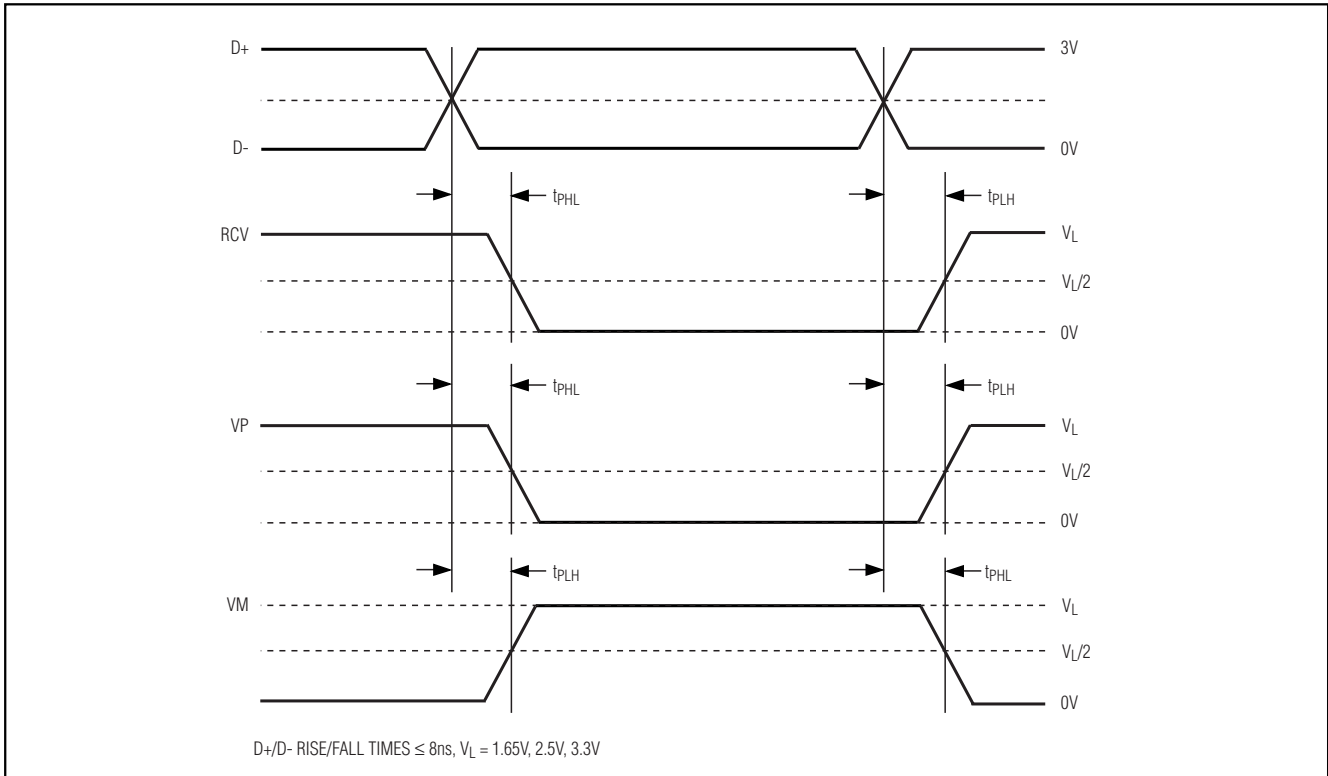 D+ 3V
D- 0V
tPHL tPLH
RCV VL
VL/2
0V
tPHL tPLH
VP VL
VL/2
0V
tPLH tPHL
VM VL
VL/2
0V
D+/D- RISE/FALL TIMES ≤ 8ns, VL = 1.65V, 2.5V, 3.3V